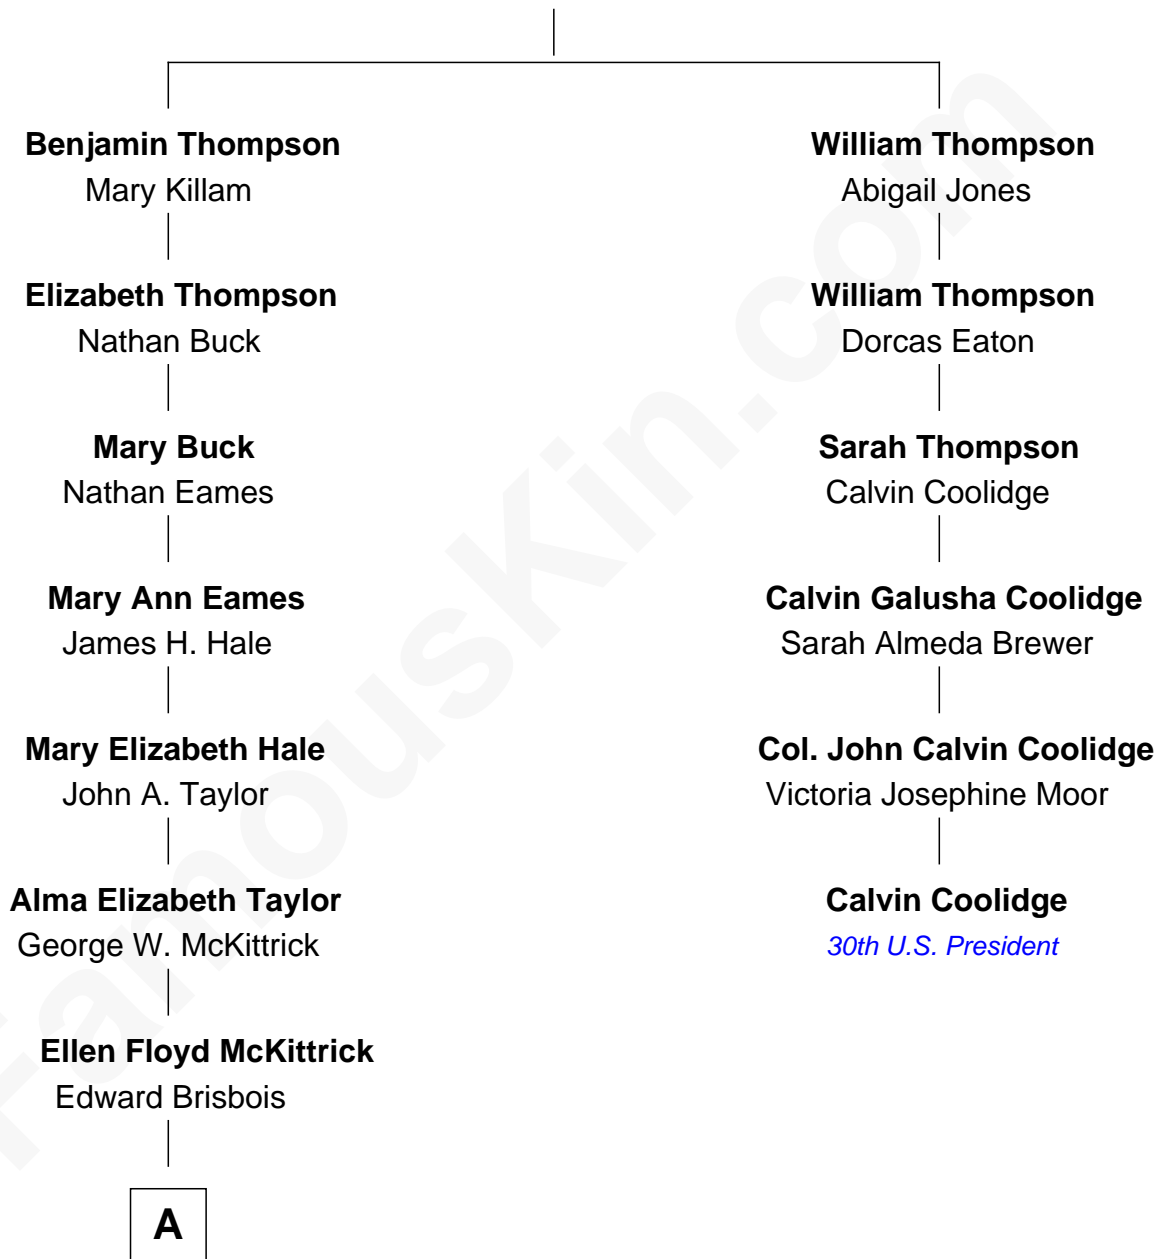 Benjamin Thompson
Mary Killam
William Thompson
Abigail Jones
Elizabeth Thompson
Nathan Buck
William Thompson
Dorcas Eaton
Mary Buck
Nathan Eames
Sarah Thompson
Calvin Coolidge
Mary Ann Eames
James H. Hale
Calvin Galusha Coolidge
Sarah Almeda Brewer
Mary Elizabeth Hale
John A. Taylor
Col. John Calvin Coolidge
Victoria Josephine Moor
Alma Elizabeth Taylor
George W. McKittrick
Calvin Coolidge
30th U.S. President
Ellen Floyd McKittrick
Edward Brisbois
A
FamousKin.com